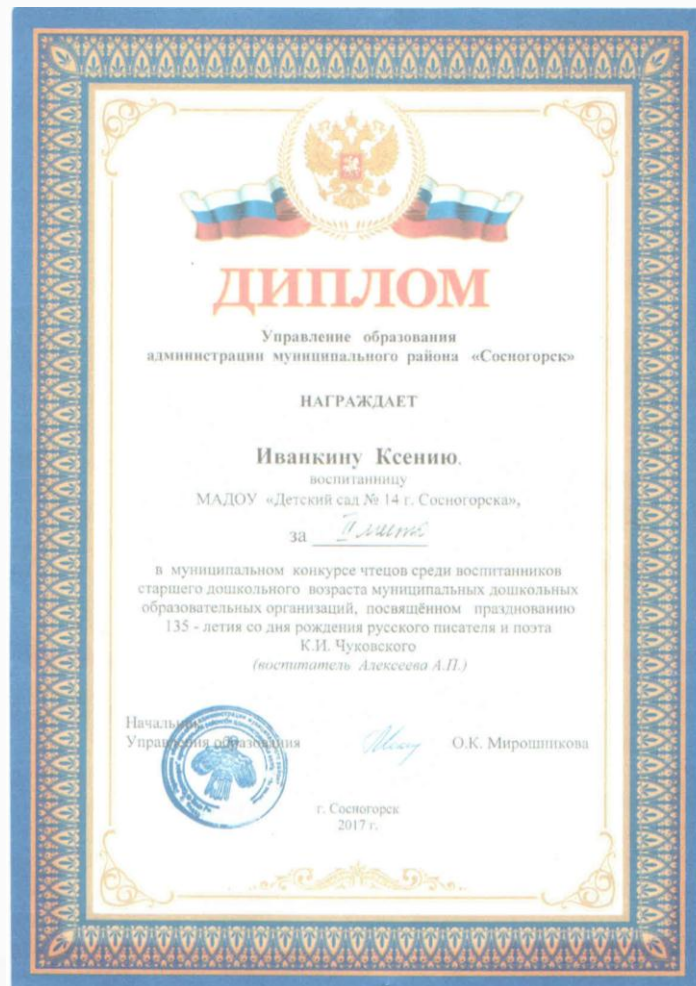 ДИПЛОМ
Управление образования
администрации муниципального района «Сосногорск»
НАГРАЖДАЕТ
Иванкину Ксению,
воспитанницу
МАДОУ «Детский сад № 14 г. Сосногорска»,
за II место
в муниципальном конкурсе чтецов среди воспитанников
старшего дошкольного возраста муниципальных дошкольных
образовательных организаций, посвящённом празднованию
135 - летия со дня рождения русского писателя и поэта
К.И. Чуковского
(воспитатель Алексеева А.П.)
Начальник
Управления образования О.К. Мирошникова
г. Сосногорск
2017 г.